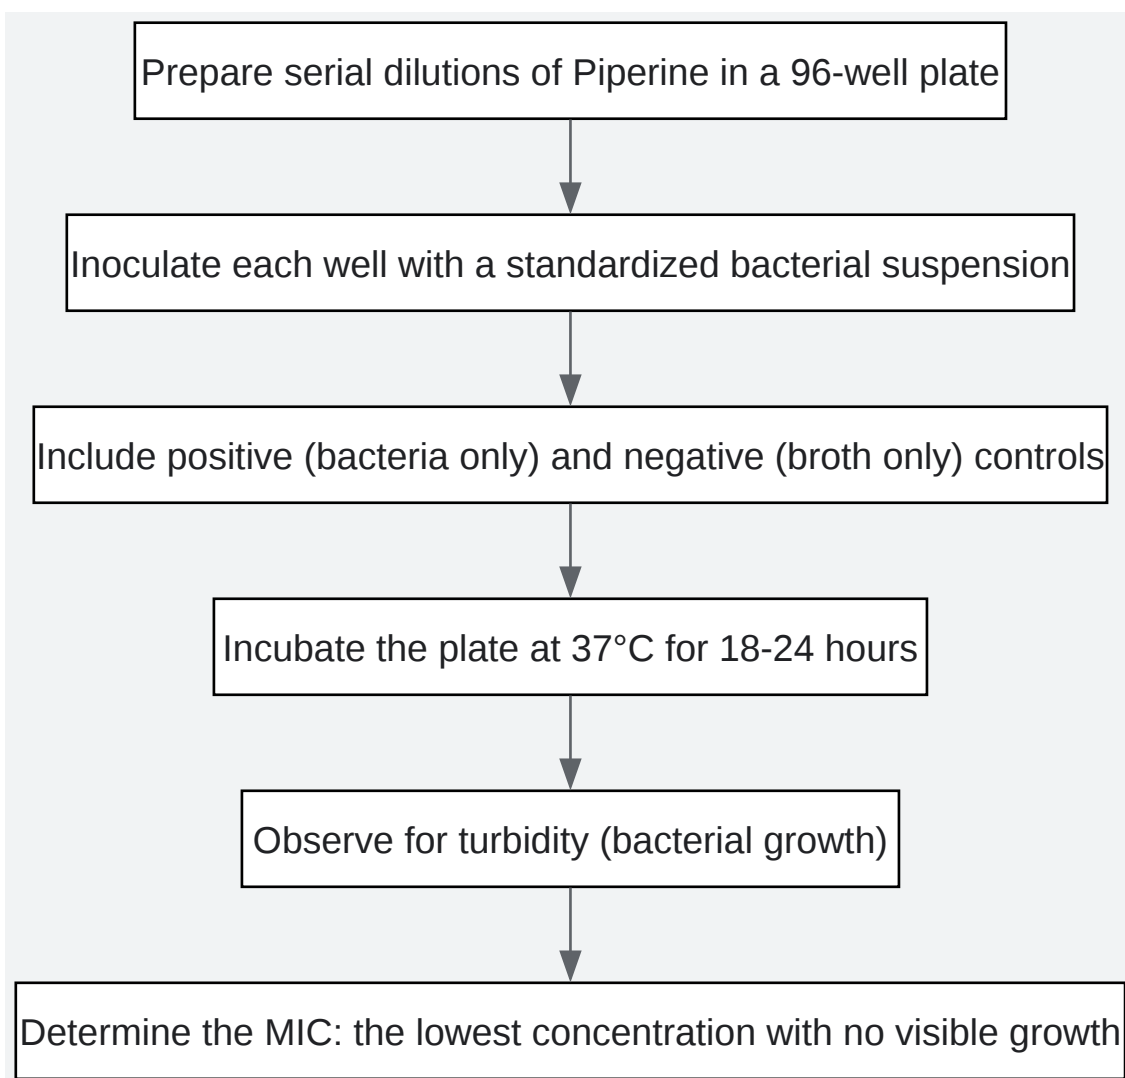 Prepare serial dilutions of Piperine in a 96-well plate
Inoculate each well with a standardized bacterial suspension
Include positive (bacteria only) and negative (broth only) controls
Incubate the plate at 37°C for 18-24 hours
Observe for turbidity (bacterial growth)
Determine the MIC: the lowest concentration with no visible growth